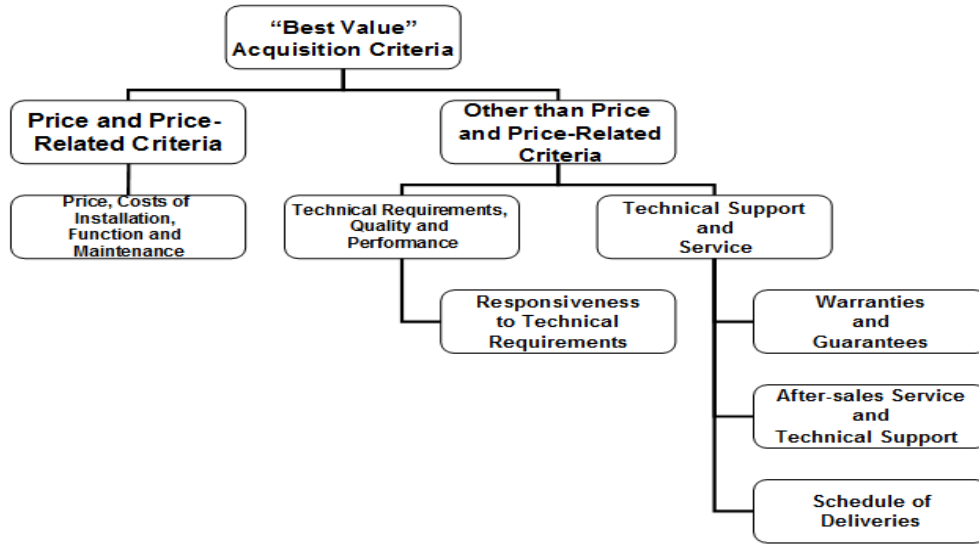 “Best Value”
Acquisition Criteria
Price and Price-
Related Criteria
Other than Price
and Price-Related
Criteria
Price, Costs of
Installation,
Function and
Maintenance
Technical Requirements,
Quality and
Performance
Technical Support
and
Service
Responsiveness
to Technical
Requirements
Warranties
and
Guarantees
After-sales Service
and
Technical Support
Schedule of
Deliveries